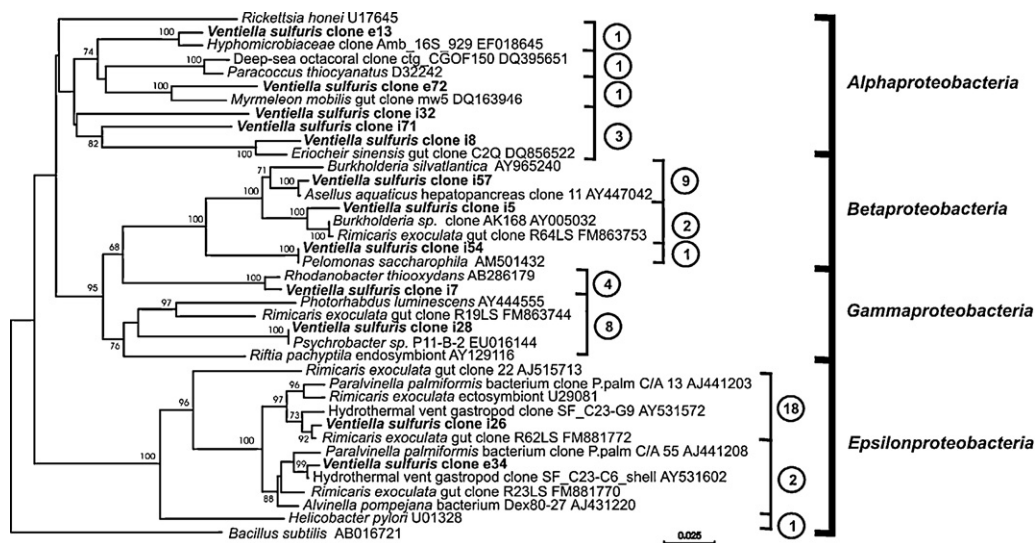 Rickettsia honei U17645
100 Ventiella sulfuris clone e13
74 Hyphomicrobiaceae clone Amb_16S_929 EF018645
1
Deep-sea octacoral clone ctg_CGOF150 DQ395651
100 Paracoccus thiocyanatus D32242
1
Alphaproteobacteria
Ventiella sulfuris clone e72
100 Myrmeleon mobilis gut clone mw5 DQ163946
1
Ventiella sulfuris clone i32
Ventiella sulfuris clone i71
3
82 Ventiella sulfuris clone i8
100 Eriocheir sinensis gut clone C2Q DQ856522
71 Burkholderia silvatlantica AY965240
Ventiella sulfuris clone i57
9
100 100 Asellus aquaticus hepatopancreas clone 11 AY447042
Ventiella sulfuris clone i5
Betaproteobacteria
100 Burkholderia sp. clone AK168 AY005032
2
100 100 Rimicaris exoculata gut clone R64LS FM863753
68 100 Ventiella sulfuris clone i54
1
Pelomonas saccharophila AM501432
Rhodanobacter thiooxydans AB286179
4
95 100 Ventiella sulfuris clone i7
97 Photorhabdus luminescens AY444555
Gammaproteobacteria
Rimicaris exoculata gut clone R19LS FM863744
8
100 Ventiella sulfuris clone i28
76 Psychrobacter sp. P11-B-2 EU016144
Riftia pachyptila endosymbiont AY129116
Rimicaris exoculata gut clone 22 AJ515713
96 96 Paralvinella palmiformis bacterium clone P.palm C/A 13 AJ441203
97 Rimicaris exoculata ectosymbiont U29081
18
73 Hydrothermal vent gastropod clone SF_C23-G9 AY531572
Ventiella sulfuris clone i26
92 Rimicaris exoculata gut clone R62LS FM881772
Epsilonproteobacteria
100 100 Paralvinella palmiformis bacterium clone P.palm C/A 55 AJ441208
Ventiella sulfuris clone e34
99 Hydrothermal vent gastropod clone SF_C23-C6_shell AY531602
2
88 Rimicaris exoculata gut clone R23LS FM881770
Alvinella pompejana bacterium Dex80-27 AJ431220
Helicobacter pylori U01328
1
Bacillus subtilis AB016721
0.025